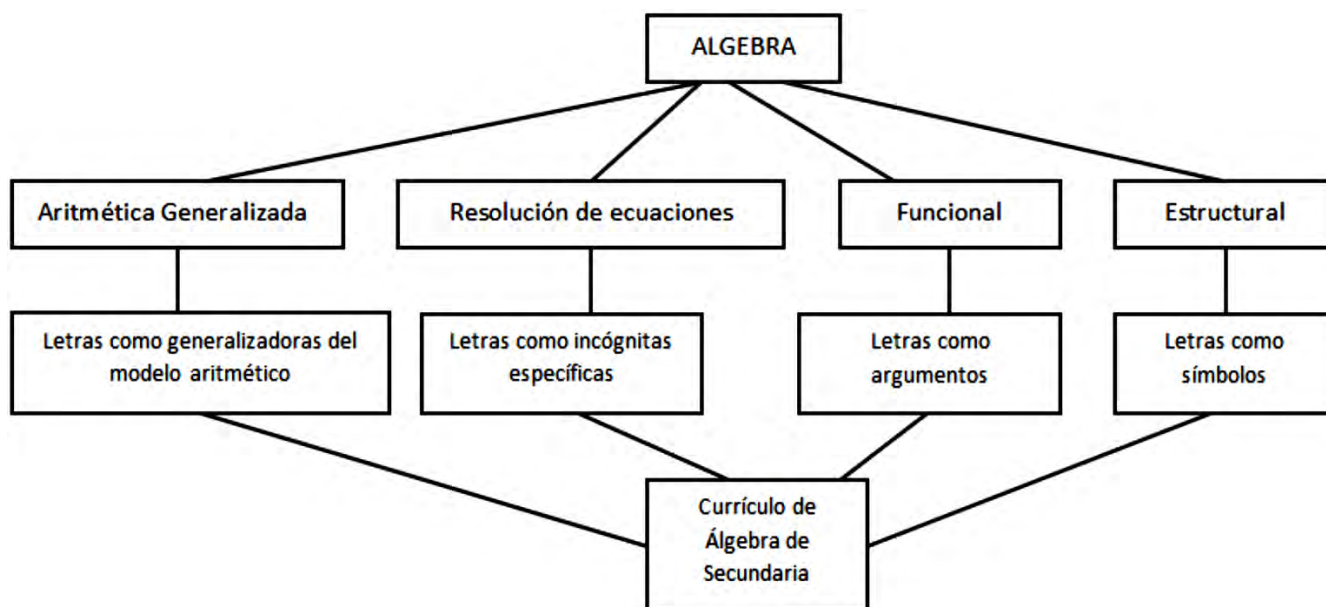 ALGEBRA
Aritmética Generalizada
Resolución de ecuaciones
Funcional
Estructural
Letras como generalizadoras del
modelo aritmético
Letras como incógnitas
específicas
Letras como
argumentos
Letras como
símbolos
Currículo de
Álgebra de
Secundaria